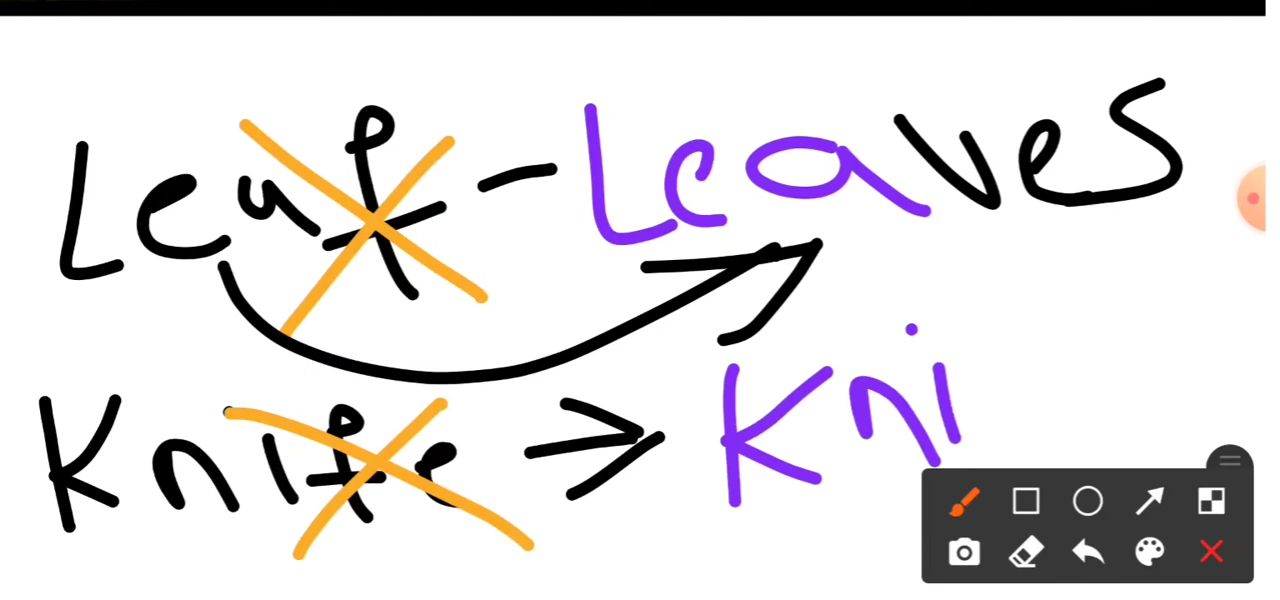 Leaf - Leaves
Knife → Kni